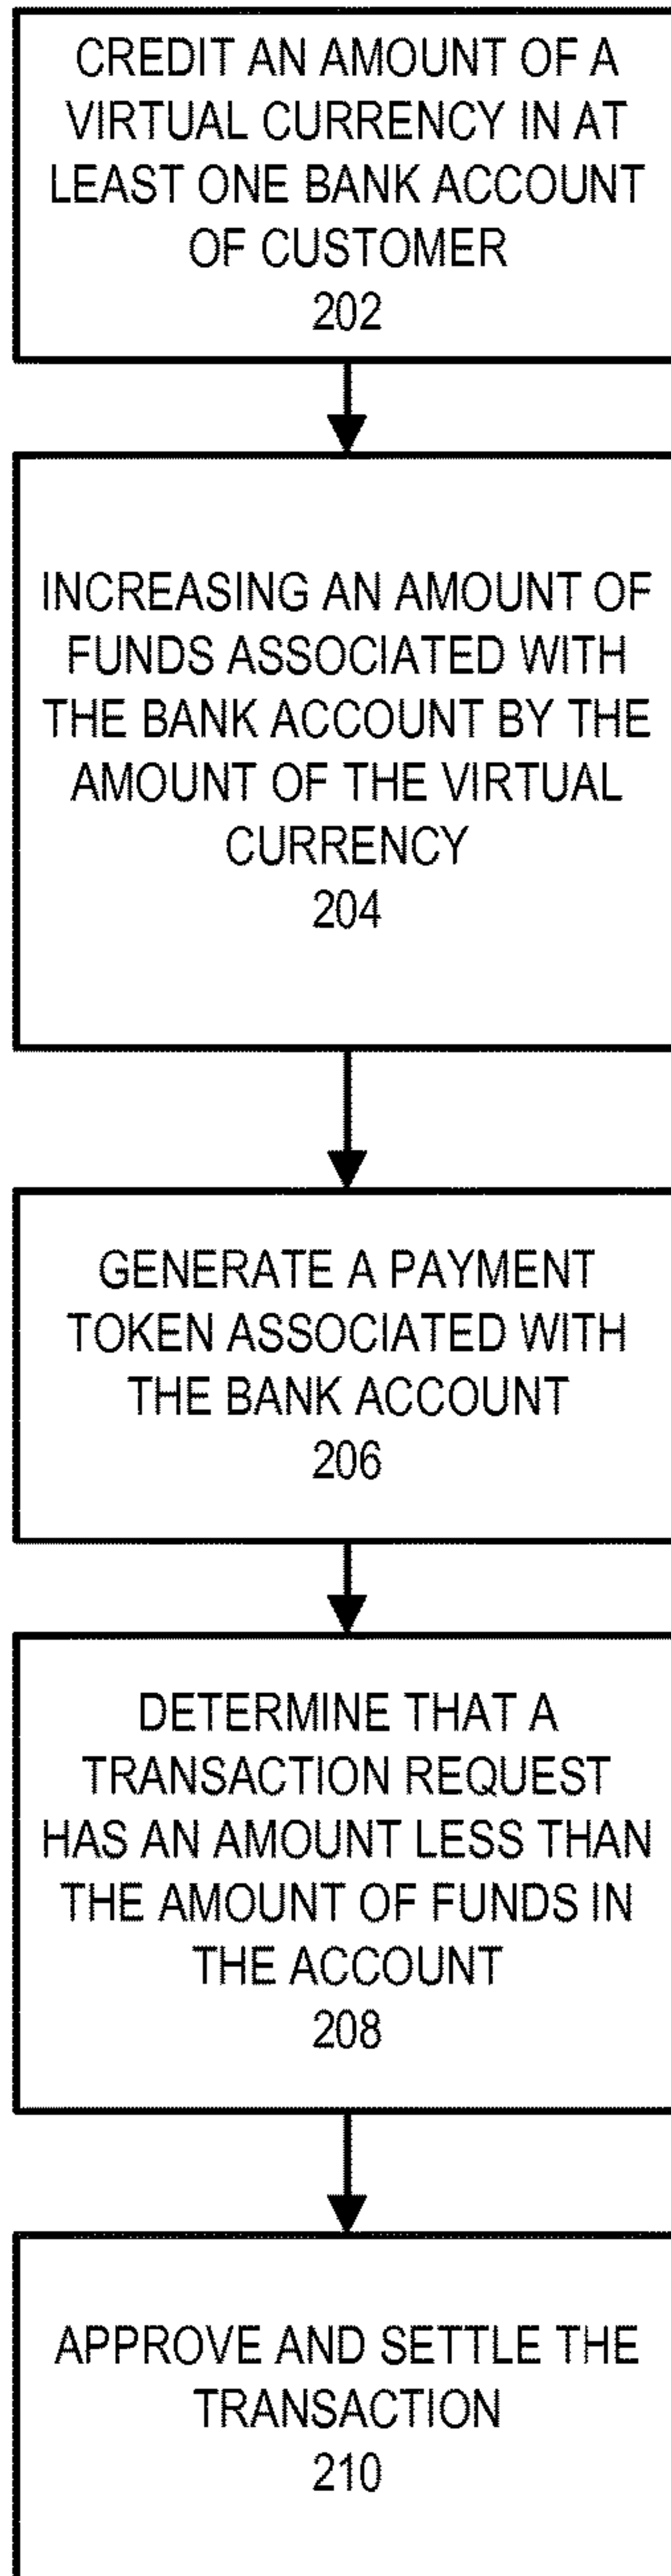 CREDIT AN AMOUNT OF A
VIRTUAL CURRENCY IN AT
LEAST ONE BANK ACCOUNT
OF CUSTOMER
202
INCREASING AN AMOUNT OF
FUNDS ASSOCIATED WITH
THE BANK ACCOUNT BY THE
AMOUNT OF THE VIRTUAL
CURRENCY
204
GENERATE A PAYMENT
TOKEN ASSOCIATED WITH
THE BANK ACCOUNT
206
DETERMINE THAT A
TRANSACTION REQUEST
HAS AN AMOUNT LESS THAN
THE AMOUNT OF FUNDS IN
THE ACCOUNT
208
APPROVE AND SETTLE THE
TRANSACTION
210